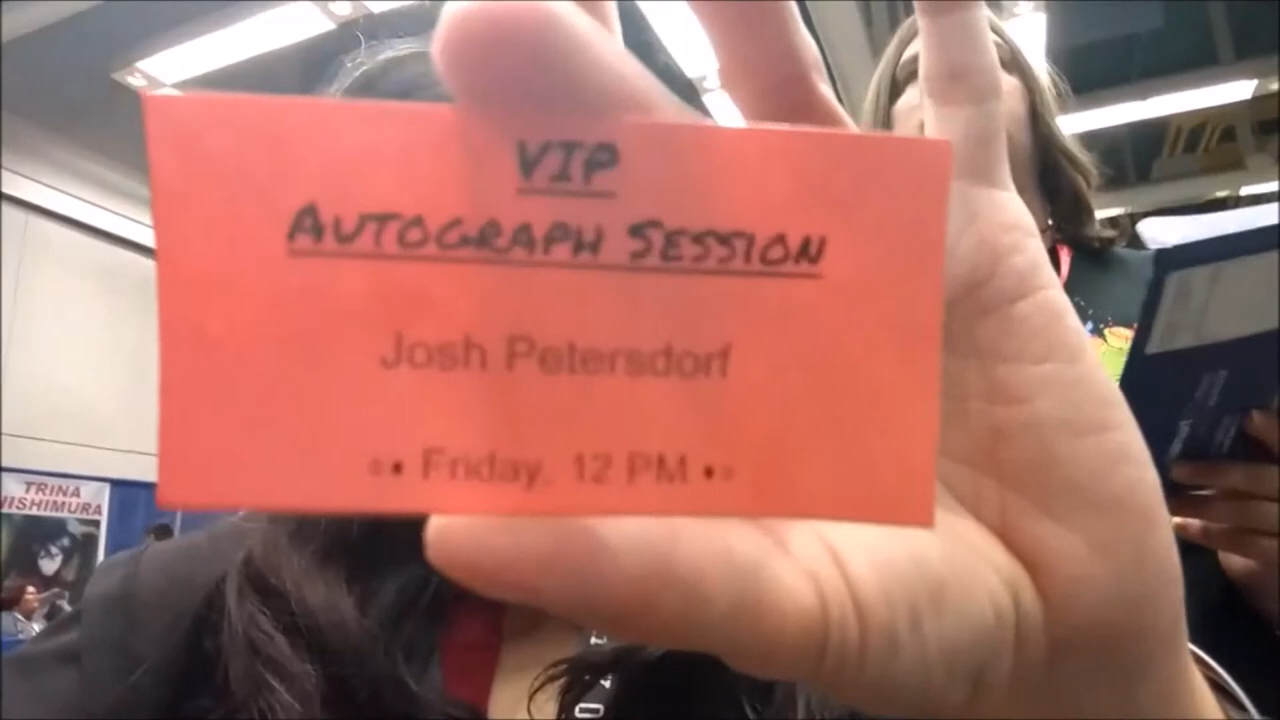 VIP
AUTOGRAPH SESSION
Josh Petersdorf
Friday, 12 PM
TRINA
NISHIMURA